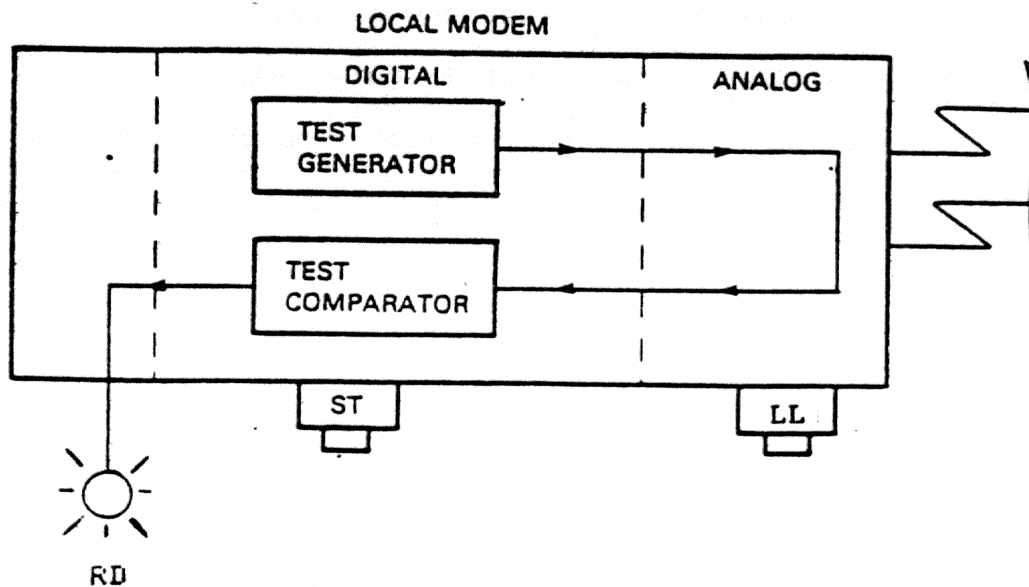 LOCAL MODEM
DIGITAL
ANALOG
TEST
GENERATOR
TEST
COMPARATOR
ST
LL
RD